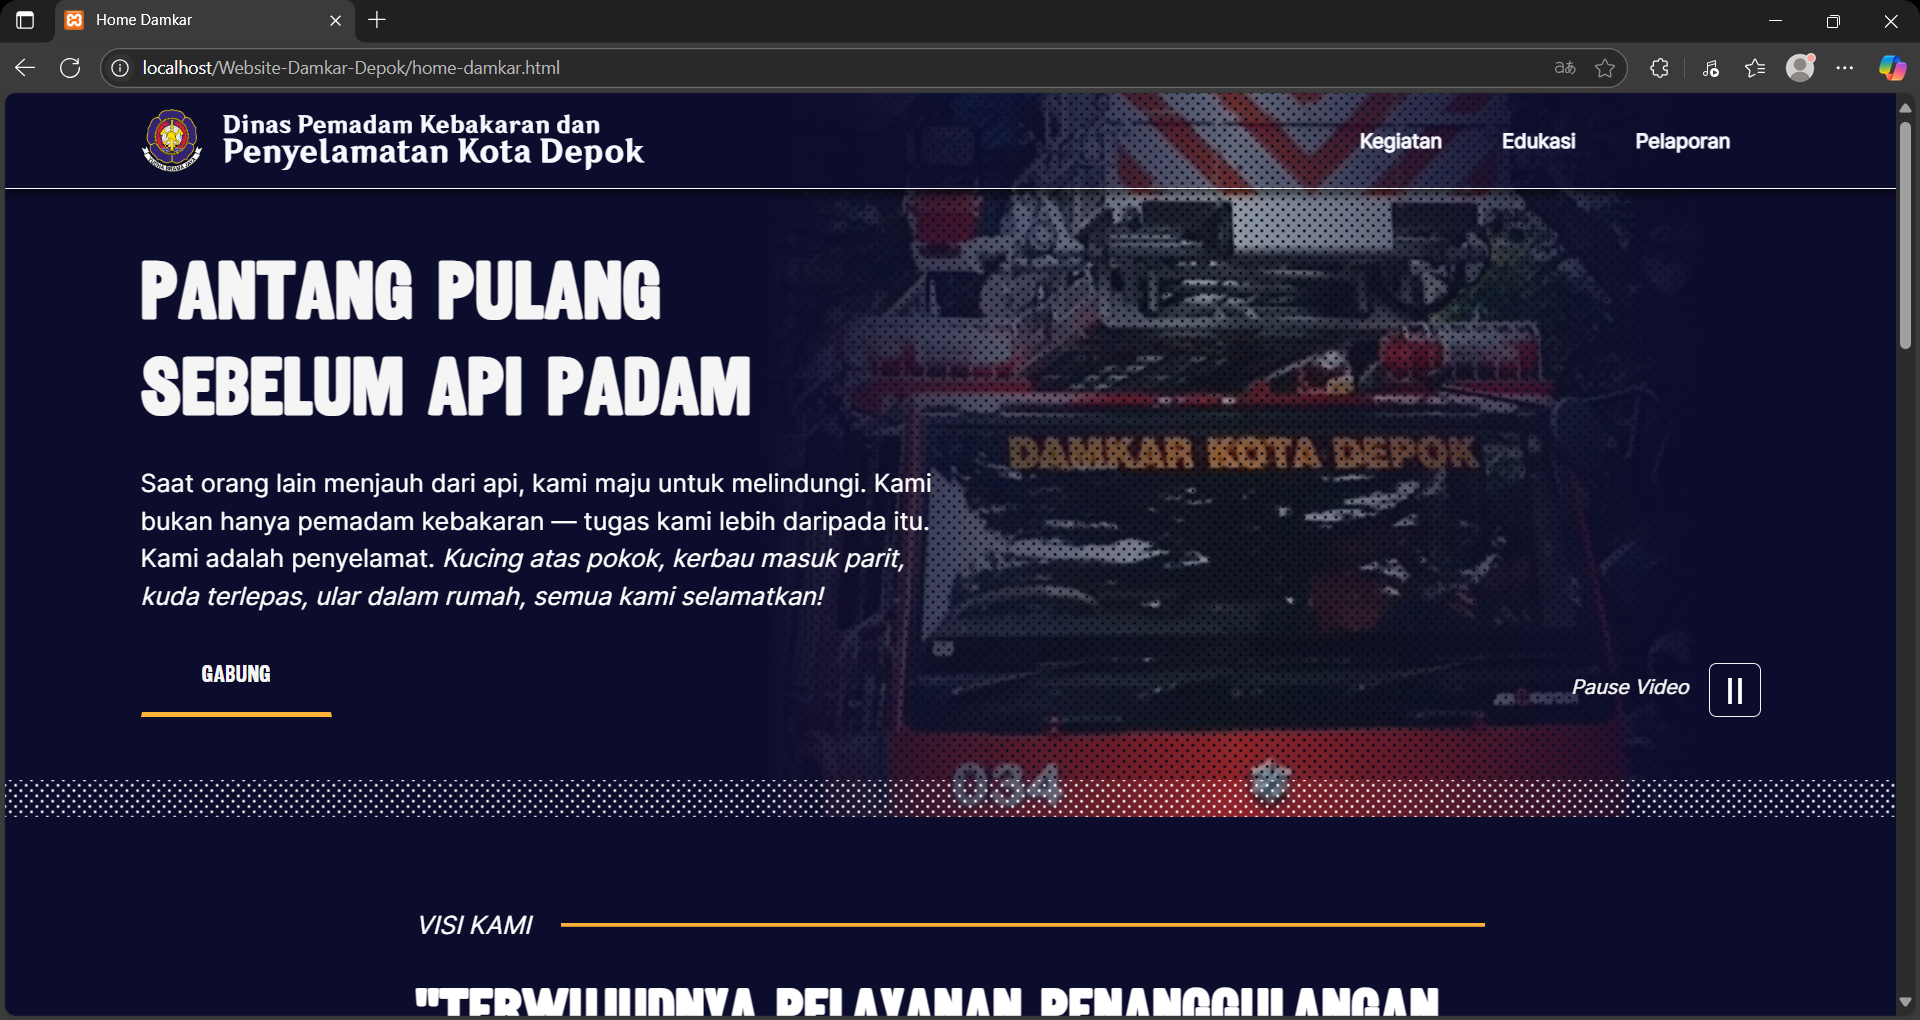 Home Damkar
localhost/Website-Damkar-Depok/home-damkar.html
Dinas Pemadam Kebakaran dan
Penyelamatan Kota Depok
Kegiatan
Edukasi
Pelaporan
PANTANG PULANG
SEBELUM API PADAM
DAMKAR KOTA DEPOK
Saat orang lain menjauh dari api, kami maju untuk melindungi. Kami
bukan hanya pemadam kebakaran — tugas kami lebih daripada itu.
Kami adalah penyelamat. Kucing atas pokok, kerbau masuk parit,
kuda terlepas, ular dalam rumah, semua kami selamatkan!
GABUNG
Pause Video
034
VISI KAMI
"TERWUJUDNYA PELAYANAN PENANGGULANGAN